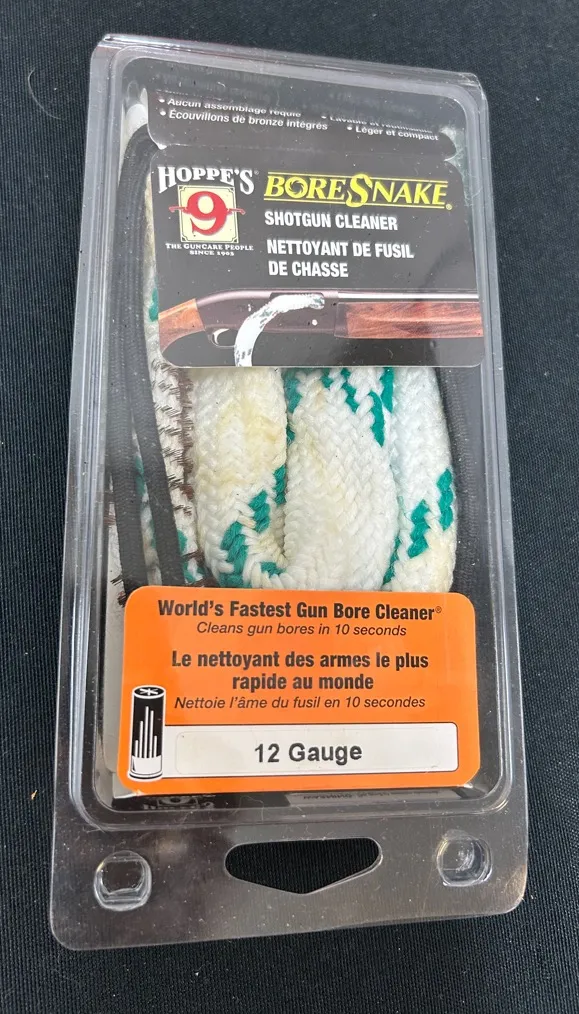 • Aucun assemblage requis
• Écouvillons de bronze intégrés
• Léger et compact
HOPPE'S
9
THE GUNCARE PEOPLE
SINCE 1903
BORESNAKE®
SHOTGUN CLEANER
NETTOYANT DE FUSIL
DE CHASSE
World's Fastest Gun Bore Cleaner®
Cleans gun bores in 10 seconds
Le nettoyant des armes le plus
rapide au monde
Nettoie l'âme du fusil en 10 secondes
12 Gauge